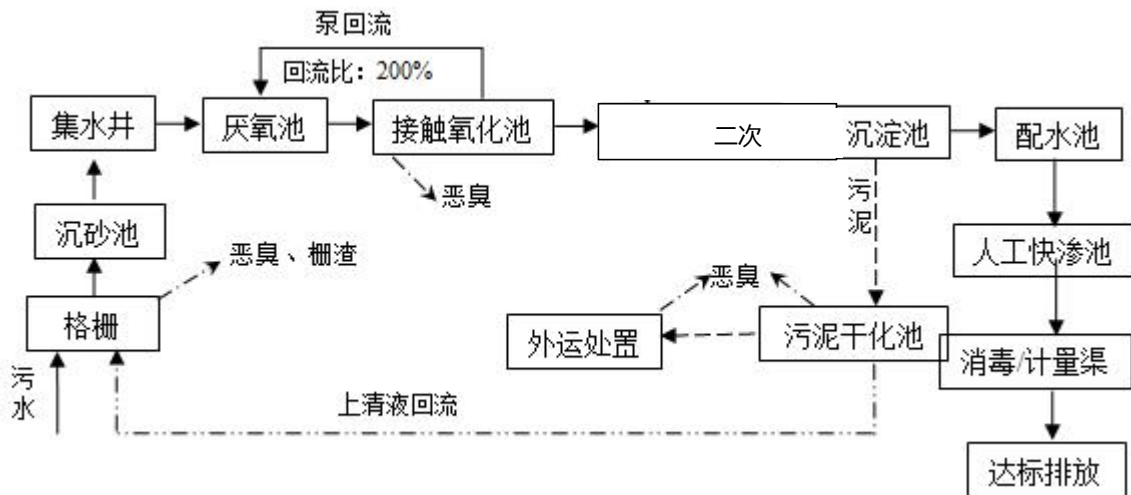 泵回流
回流比：200%
集水井
厌氧池
接触氧化池
二次
沉淀池
配水池
恶臭
污泥
沉砂池
恶臭、栅渣
人工快渗池
恶臭
格栅
外运处置
污泥干化池
消毒/计量渠
污水
上清液回流
达标排放